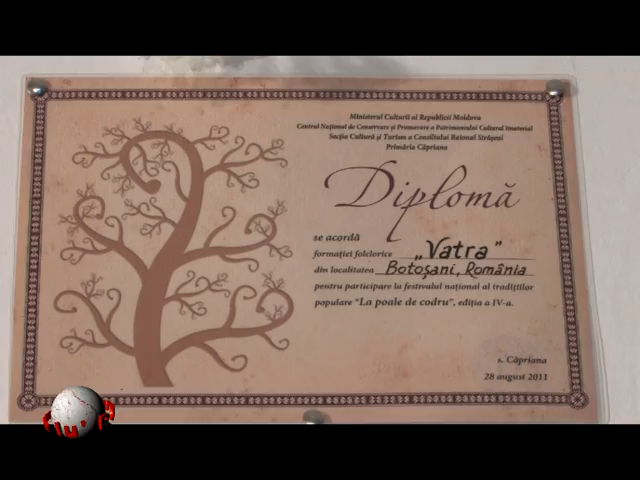 Ministerul Culturii al Republicii Moldova
Centrul Național de Conservare și Promovare a Patrimoniului Cultural Imaterial
Secția Cultură și Turism a Consiliului Raional Strășeni
Primăria Căpriana
Diplomă
se acordă
formației folclorice „Vatra”
din localitatea Botoșani, România
pentru participare la festivalul național al tradițiilor
populare "La poale de codru", ediția a IV-a.
s. Căpriana
28 august 2011